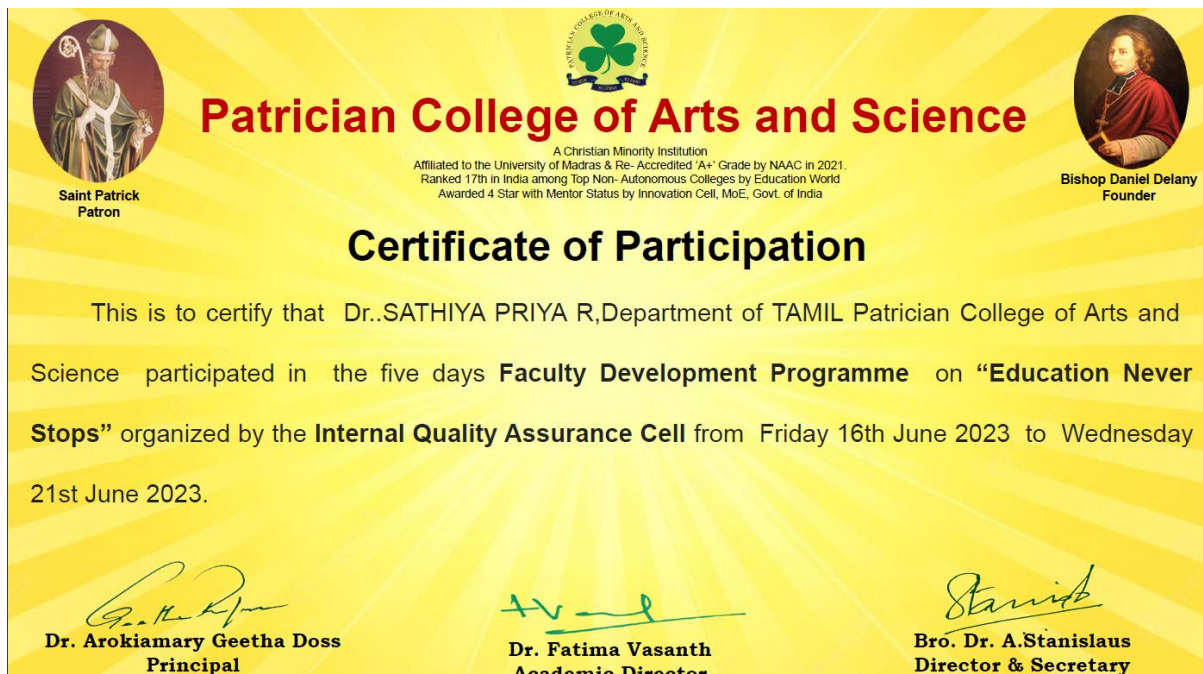 PATRICIAN COLLEGE OF ARTS AND SCIENCE
Patrician College of Arts and Science
A Christian Minority Institution
Affiliated to the University of Madras & Re- Accredited 'A+' Grade by NAAC in 2021.
Ranked 17th in India among Top Non- Autonomous Colleges by Education World
Awarded 4 Star with Mentor Status by Innovation Cell, MoE, Govt. of India
Saint Patrick
Patron
Bishop Daniel Delany
Founder
Certificate of Participation
This is to certify that Dr..SATHIYA PRIYA R,Department of TAMIL Patrician College of Arts and
Science participated in the five days Faculty Development Programme on “Education Never
Stops” organized by the Internal Quality Assurance Cell from Friday 16th June 2023 to Wednesday
21st June 2023.
Dr. Arokiamary Geetha Doss
Principal
Dr. Fatima Vasanth
Academic Director
Bro. Dr. A.Stanislaus
Director & Secretary